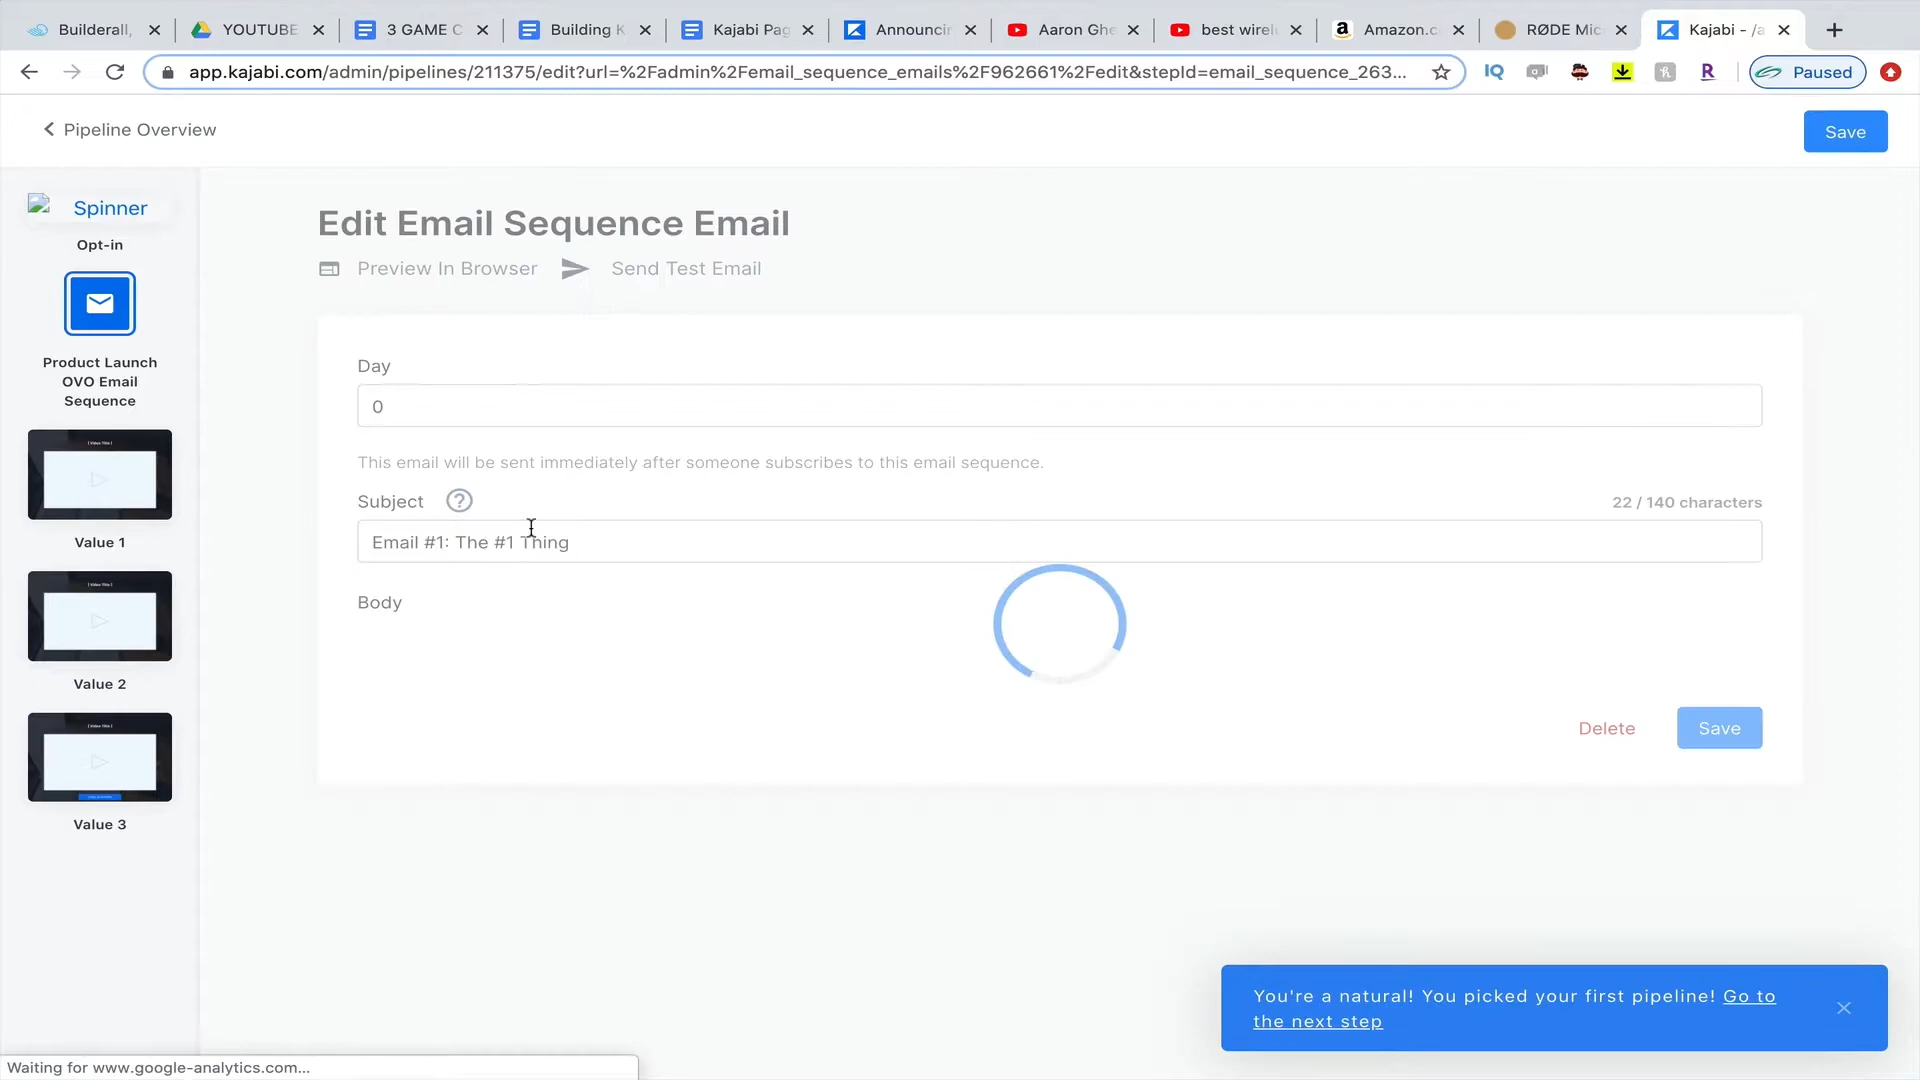 Builderall,
YOUTUBE
3 GAME C
Building K
Kajabi Pag
Announcin
Aaron Ghe
best wirel
Amazon.c
RØDE Mic
Kajabi - /a
app.kajabi.com/admin/pipelines/211375/edit?url=%2Fadmin%2Femail_sequence_emails%2F962661%2Fedit&stepId=email_sequence_263...
IQ
R
Paused
Pipeline Overview
Save
Spinner
Opt-in
Product Launch
OVO Email
Sequence
Value 1
Value 2
Value 3
Edit Email Sequence Email
Preview In Browser
Send Test Email
Day
0
This email will be sent immediately after someone subscribes to this email sequence.
Subject
22 / 140 characters
Email #1: The #1 Thing
Body
Delete
Save
You're a natural! You picked your first pipeline! Go to
the next step
Waiting for www.google-analytics.com...